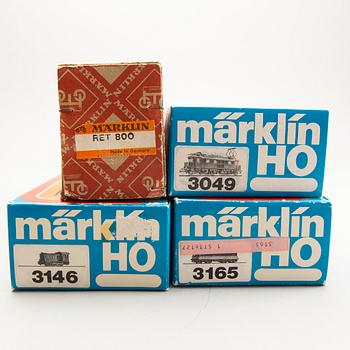 MÄRKLIN
RET 800
Made in Germany
märklin
HO
3049
märklin
HO
3146
märklin
HO
3165